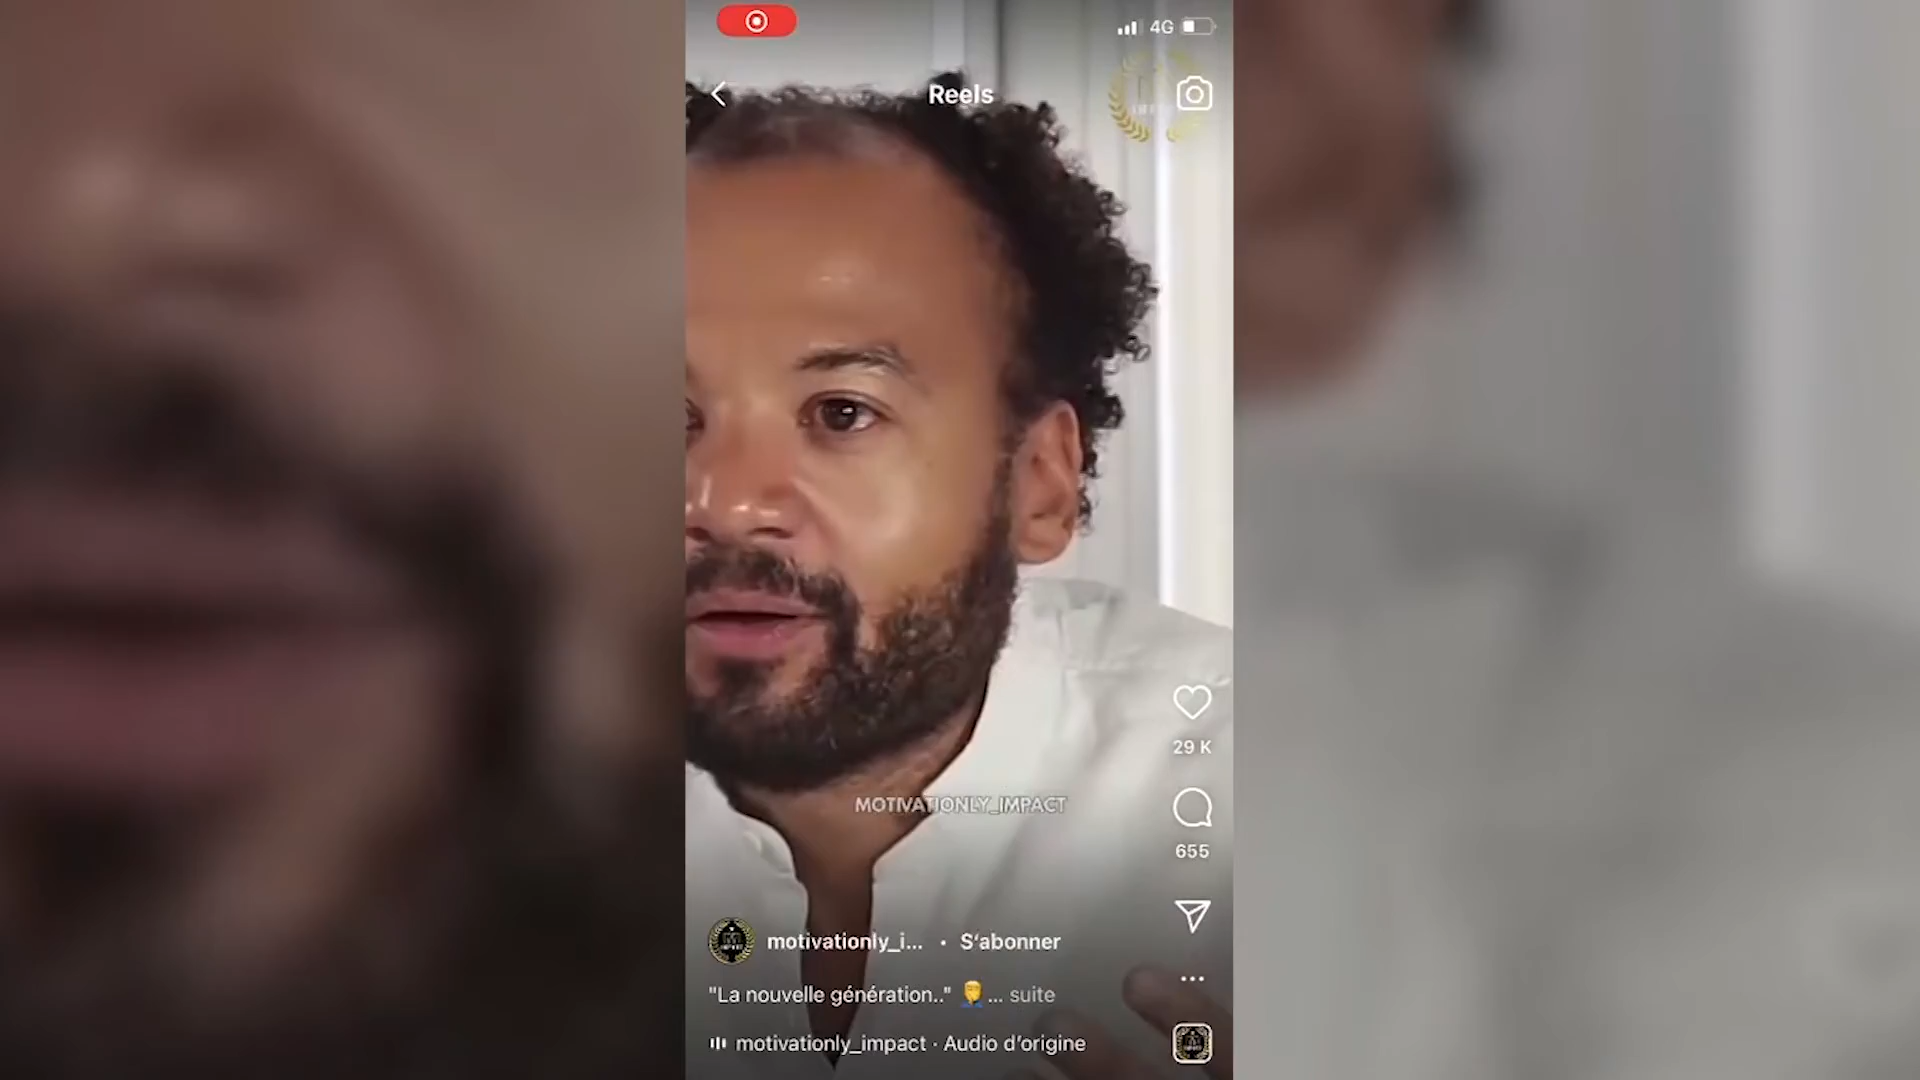 4G
Reels
MOTIVATIONLY_IMPACT
29 K
655
motivationly_i... • S'abonner
"La nouvelle génération.." 🤦‍♂️... suite
motivationly_impact · Audio d'origine